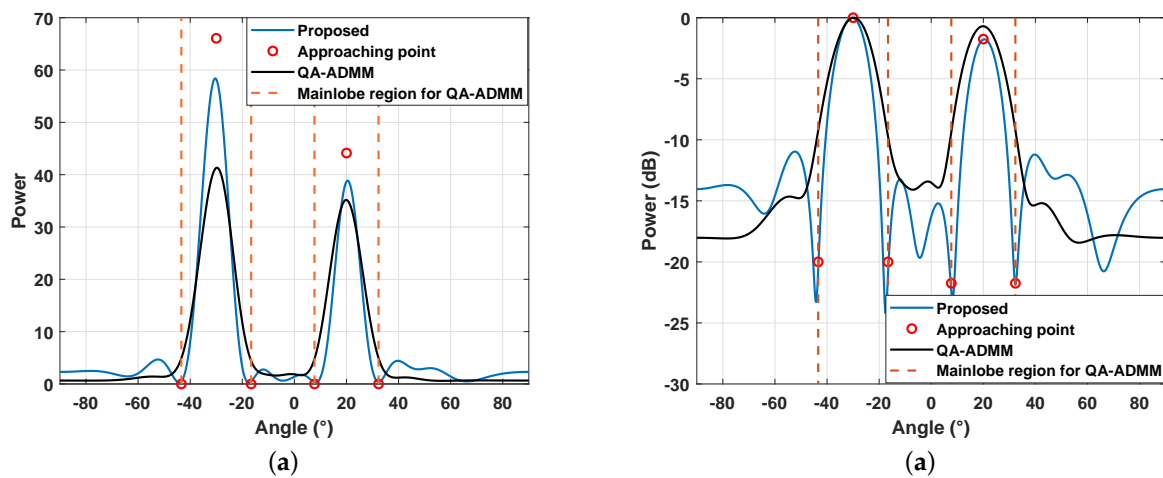 70
60
50
40
30
20
10
0
Power
-80 -60 -40 -20 0 20 40 60 80
Angle (°)
Proposed
Approaching point
QA-ADMM
Mainlobe region for QA-ADMM
(a)
0
-5
-10
-15
-20
-25
-30
Power (dB)
-80 -60 -40 -20 0 20 40 60 80
Angle (°)
Proposed
Approaching point
QA-ADMM
Mainlobe region for QA-ADMM
(a)